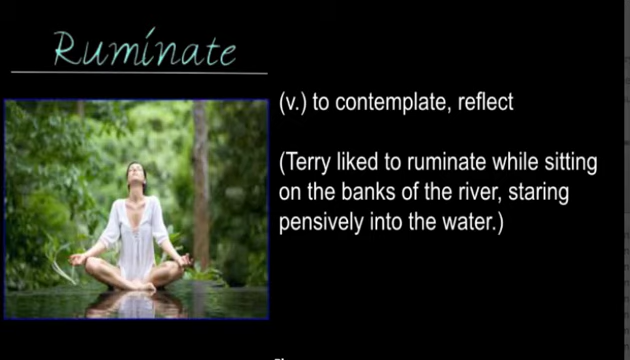 Ruminate
(v.) to contemplate, reflect
(Terry liked to ruminate while sitting
on the banks of the river, staring
pensively into the water.)